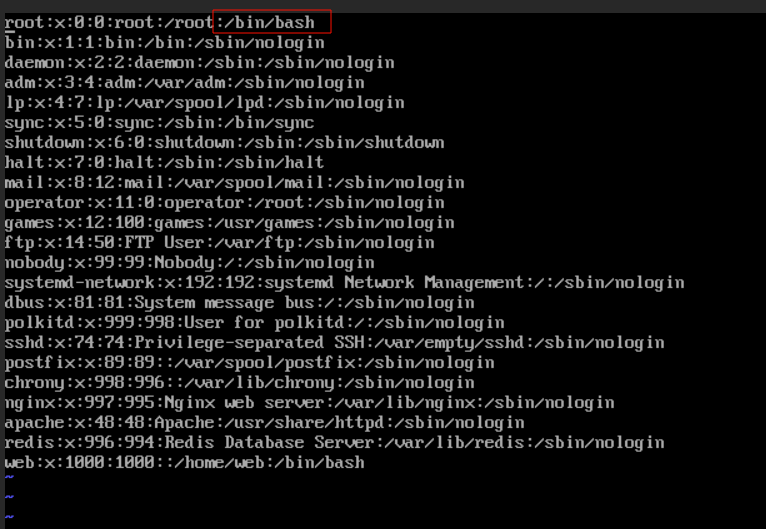 root:x:0:0:root:/root:/bin/bash
bin:x:1:1:bin:/bin:/sbin/nologin
daemon:x:2:2:daemon:/sbin:/sbin/nologin
adm:x:3:4:adm:/var/adm:/sbin/nologin
lp:x:4:7:lp:/var/spool/lpd:/sbin/nologin
sync:x:5:0:sync:/sbin:/bin/sync
shutdown:x:6:0:shutdown:/sbin:/sbin/shutdown
halt:x:7:0:halt:/sbin:/sbin/halt
mail:x:8:12:mail:/var/spool/mail:/sbin/nologin
operator:x:11:0:operator:/root:/sbin/nologin
games:x:12:100:games:/usr/games:/sbin/nologin
ftp:x:14:50:FTP User:/var/ftp:/sbin/nologin
nobody:x:99:99:Nobody:/:/sbin/nologin
systemd-network:x:192:192:systemd Network Management:/:/sbin/nologin
dbus:x:81:81:System message bus:/:/sbin/nologin
polkitd:x:999:998:User for polkitd:/:/sbin/nologin
sshd:x:74:74:Privilege-separated SSH:/var/empty/sshd:/sbin/nologin
postfix:x:89:89::/var/spool/postfix:/sbin/nologin
chrony:x:998:996::/var/lib/chrony:/sbin/nologin
nginx:x:997:995:Nginx web server:/var/lib/nginx:/sbin/nologin
apache:x:48:48:Apache:/usr/share/httpd:/sbin/nologin
redis:x:996:994:Redis Database Server:/var/lib/redis:/sbin/nologin
web:x:1000:1000::/home/web:/bin/bash
~
~
~